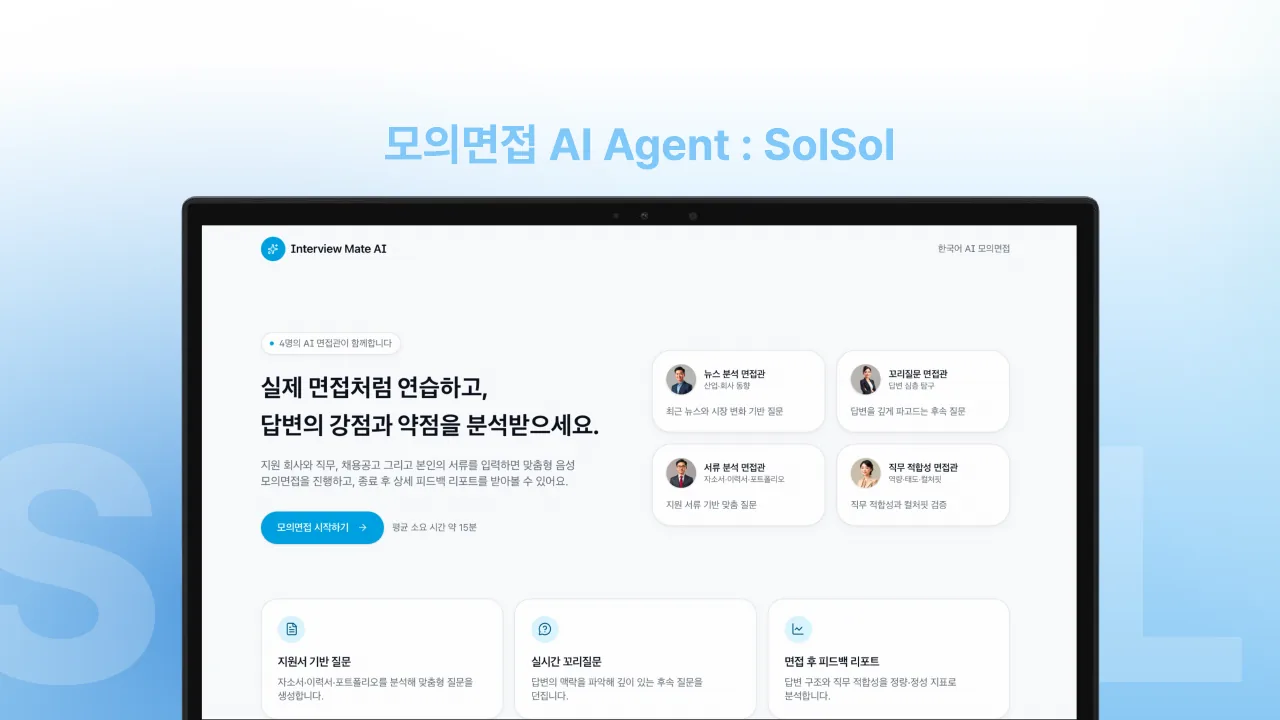 모의면접 AI Agent : SolSol
Interview Mate AI
한국어 AI 모의면접
4명의 AI 면접관이 함께합니다
실제 면접처럼 연습하고,
답변의 강점과 약점을 분석받으세요.
지원 회사와 직무, 채용공고 그리고 본인의 서류를 입력하면 맞춤형 음성
모의면접을 진행하고, 종료 후 상세 피드백 리포트를 받아볼 수 있어요.
모의면접 시작하기 →
평균 소요 시간 약 15분
뉴스 분석 면접관
산업·회사 동향
최근 뉴스와 시장 변화 기반 질문
꼬리질문 면접관
답변 심층 탐구
답변을 깊게 파고드는 후속 질문
서류 분석 면접관
자소서·이력서·포트폴리오
지원 서류 기반 맞춤 질문
직무 적합성 면접관
역량·태도·컬처핏
직무 적합성과 컬처핏 검증
지원서 기반 질문
자소서·이력서·포트폴리오를 분석해 맞춤형 질문을
생성합니다.
실시간 꼬리질문
답변의 맥락을 파악해 깊이 있는 후속 질문을
던집니다.
면접 후 피드백 리포트
답변 구조와 직무 적합성을 정량·정성 지표로
분석합니다.
S
L